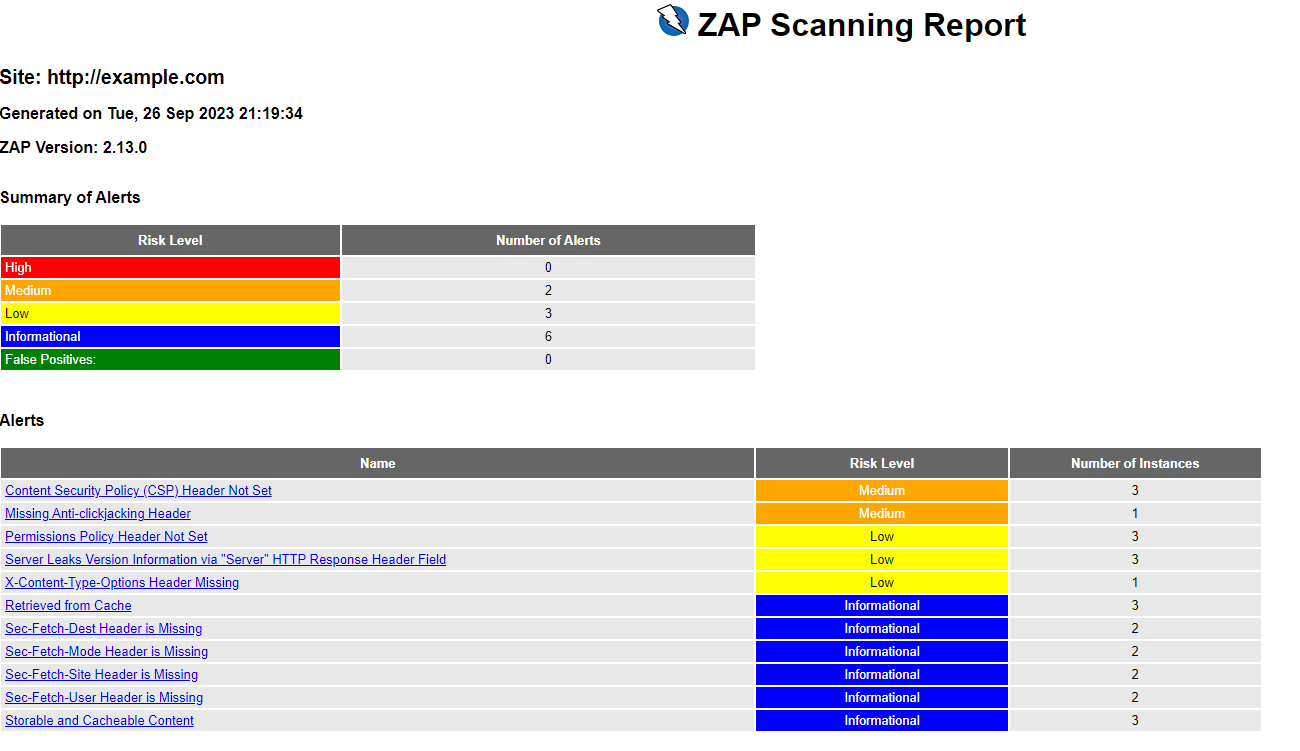 ZAP Scanning Report
Site: http://example.com
Generated on Tue, 26 Sep 2023 21:19:34
ZAP Version: 2.13.0
Summary of Alerts
Risk Level Number of Alerts
High 0
Medium 2
Low 3
Informational 6
False Positives: 0
Alerts
Name Risk Level Number of Instances
Content Security Policy (CSP) Header Not Set Medium 3
Missing Anti-clickjacking Header Medium 1
Permissions Policy Header Not Set Low 3
Server Leaks Version Information via "Server" HTTP Response Header Field Low 3
X-Content-Type-Options Header Missing Low 1
Retrieved from Cache Informational 3
Sec-Fetch-Dest Header is Missing Informational 2
Sec-Fetch-Mode Header is Missing Informational 2
Sec-Fetch-Site Header is Missing Informational 2
Sec-Fetch-User Header is Missing Informational 2
Storable and Cacheable Content Informational 3